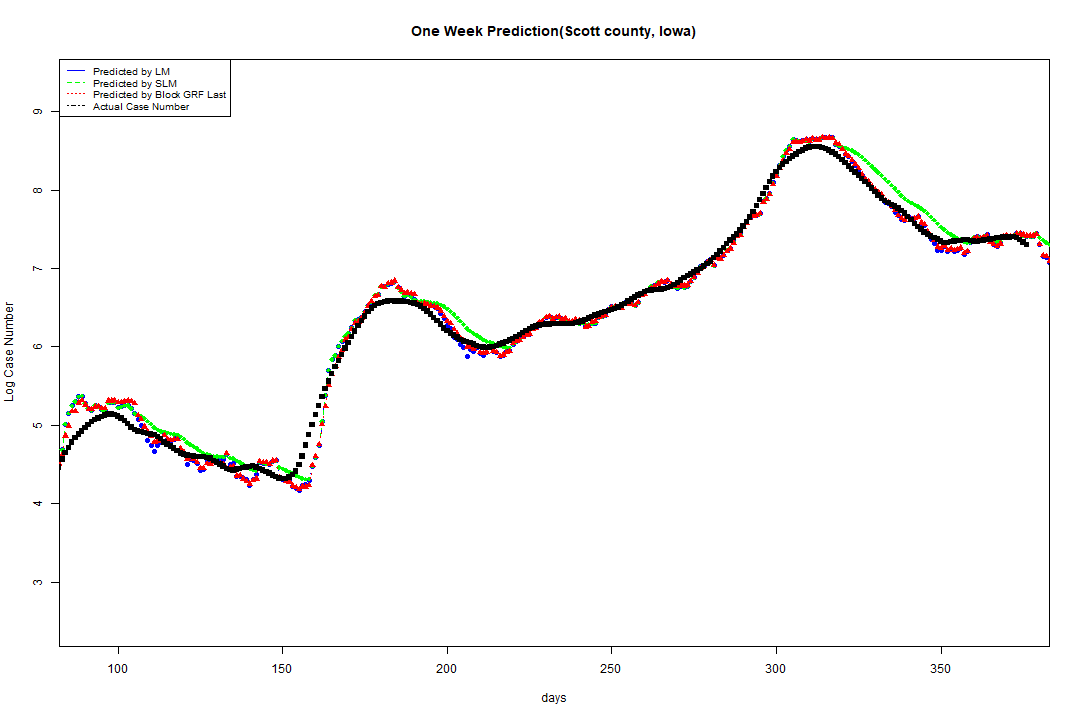 One Week Prediction(Scott county, Iowa)
Predicted by LM
Predicted by SLM
Predicted by Block GRF Last
Actual Case Number
Log Case Number
9
8
7
6
5
4
3
100 150 200 250 300 350
days